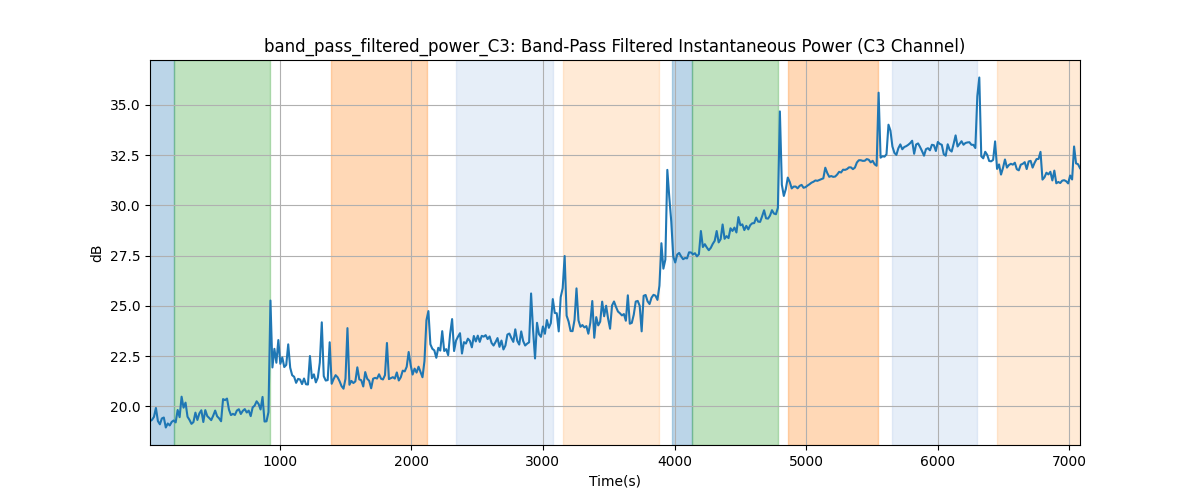 band_pass_filtered_power_C3: Band-Pass Filtered Instantaneous Power (C3 Channel)
35.0
32.5
30.0
27.5
25.0
22.5
20.0
dB
1000 2000 3000 4000 5000 6000 7000
Time(s)